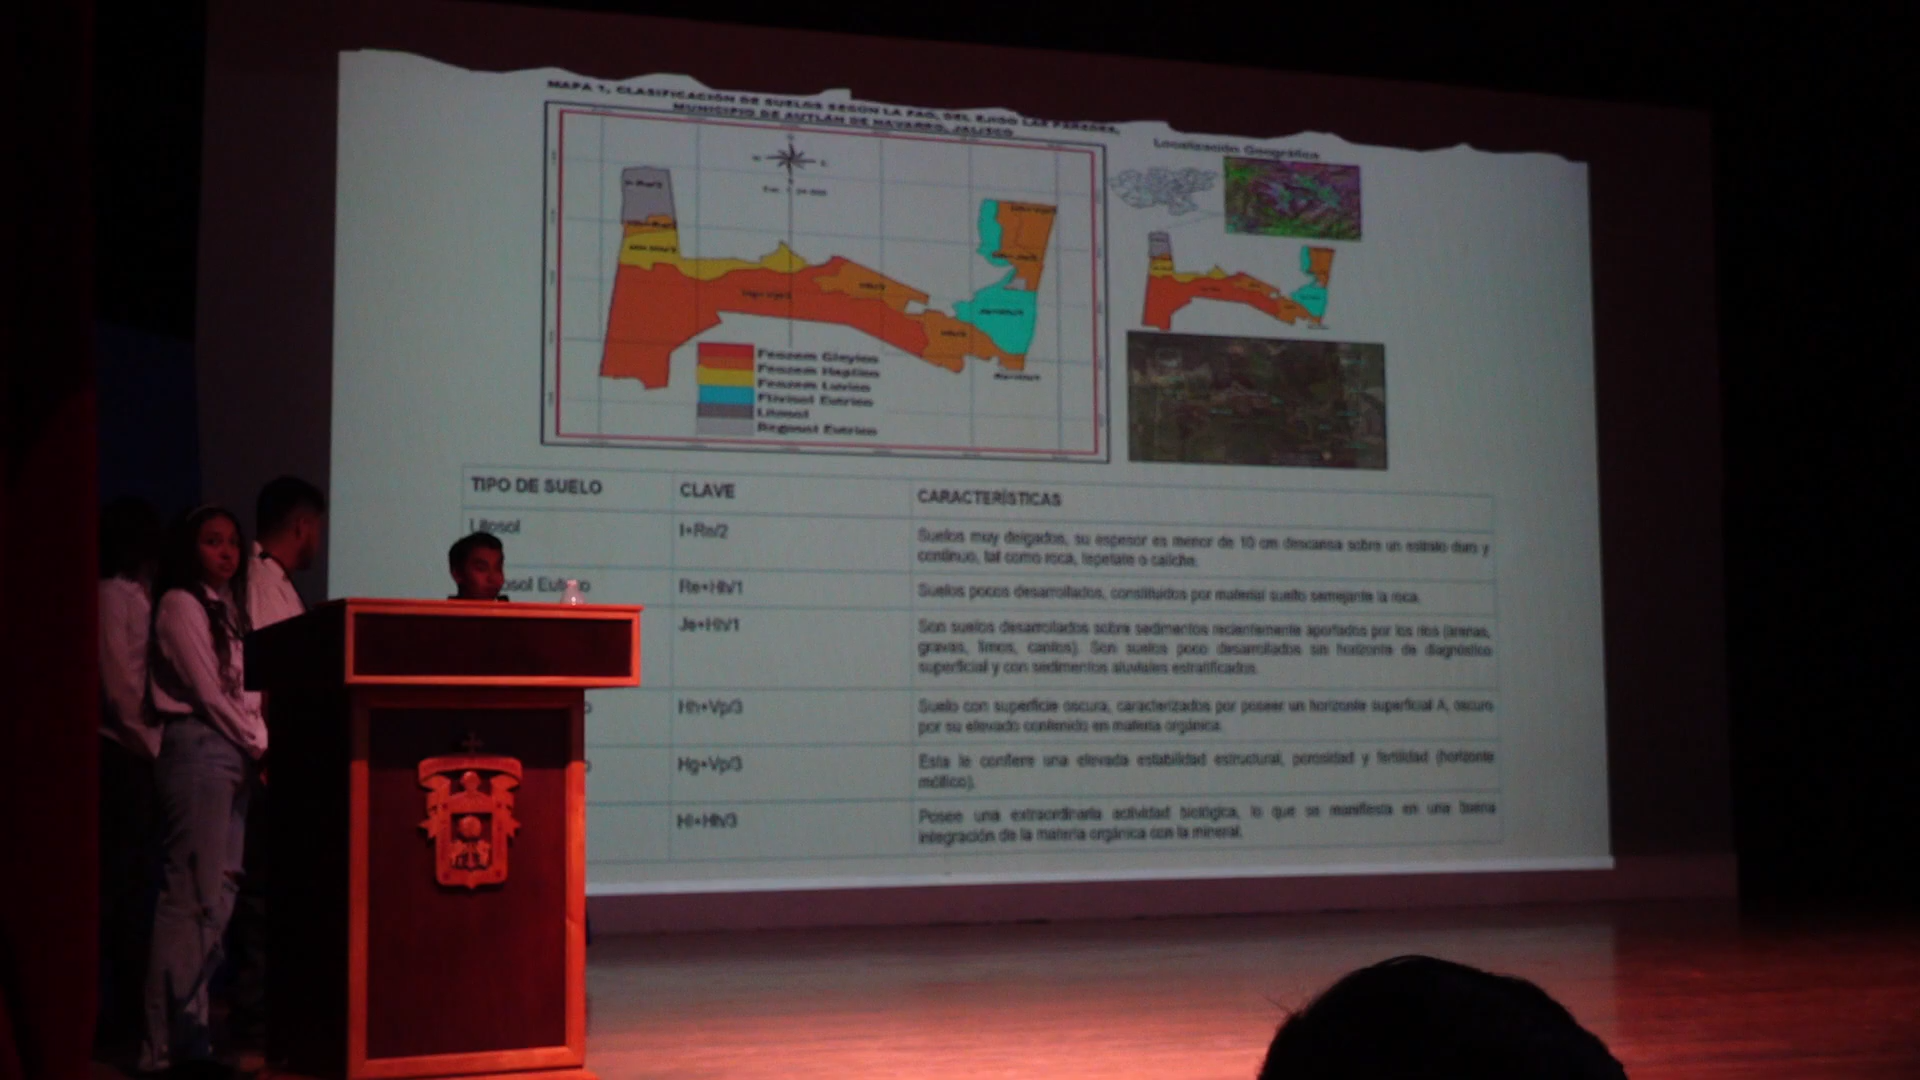 MAPA 1, CLASIFICACIÓN DE SUELOS SEGÚN LA FAO, DEL EJIDO LAS PAREDES,
MUNICIPIO DE AUTLÁN DE NAVARRO, JALISCO
Localización Geográfica
Feozem Gleyico
Feozem Haplico
Feozem Luvico
Fluvisol Eutrico
Litosol
Regosol Eutrico
TIPO DE SUELO CLAVE CARACTERÍSTICAS
Litosol I+Re/2 Suelos muy delgados, su espesor es menor de 10 cm descansa sobre un estrato duro y
continuo, tal como roca, tepetate o caliche.
osol Eutrico Re+Hh/1 Suelos pocos desarrollados, constituidos por material suelto semejante la roca.
Je+Hh/1 Son suelos desarrollados sobre sedimentos recientemente aportados por los ríos (arenas,
gravas, limos, cantos). Son suelos poco desarrollados sin horizonte de diagnóstico
superficial y con sedimentos aluviales estratificados.
o Hh+Vp/3 Suelo con superficie oscura, caracterizados por poseer un horizonte superficial A, oscuro
por su elevado contenido en materia orgánica.
o Hg+Vp/3 Esta le confiere una elevada estabilidad estructural, porosidad y fertilidad (horizonte
móllico).
Hl+Hh/3 Posee una extraordinaria actividad biológica, lo que se manifiesta en una buena
integración de la materia orgánica con la mineral.